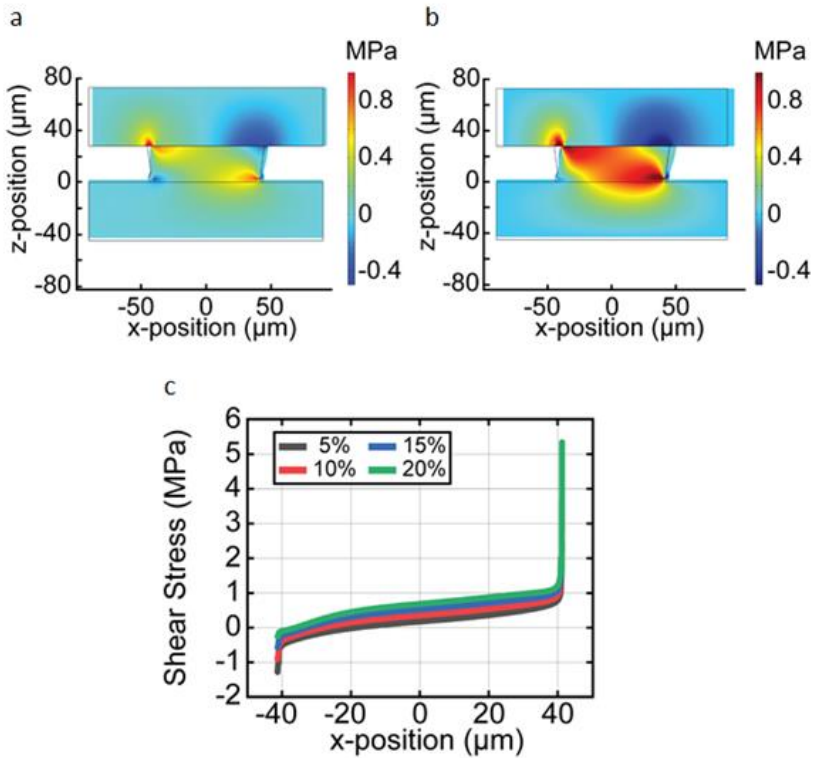 a
MPa
80
40
0
-40
-80
z-position (µm)
0.8
0.4
0
-0.4
-50
0
50
x-position (µm)
b
MPa
80
40
0
-40
-80
z-position (µm)
0.8
0.4
0
-0.4
-50
0
50
x-position (µm)
c
6
5
4
3
2
1
0
-1
-2
Shear Stress (MPa)
5% 15%
10% 20%
-40 -20 0 20 40
x-position (µm)